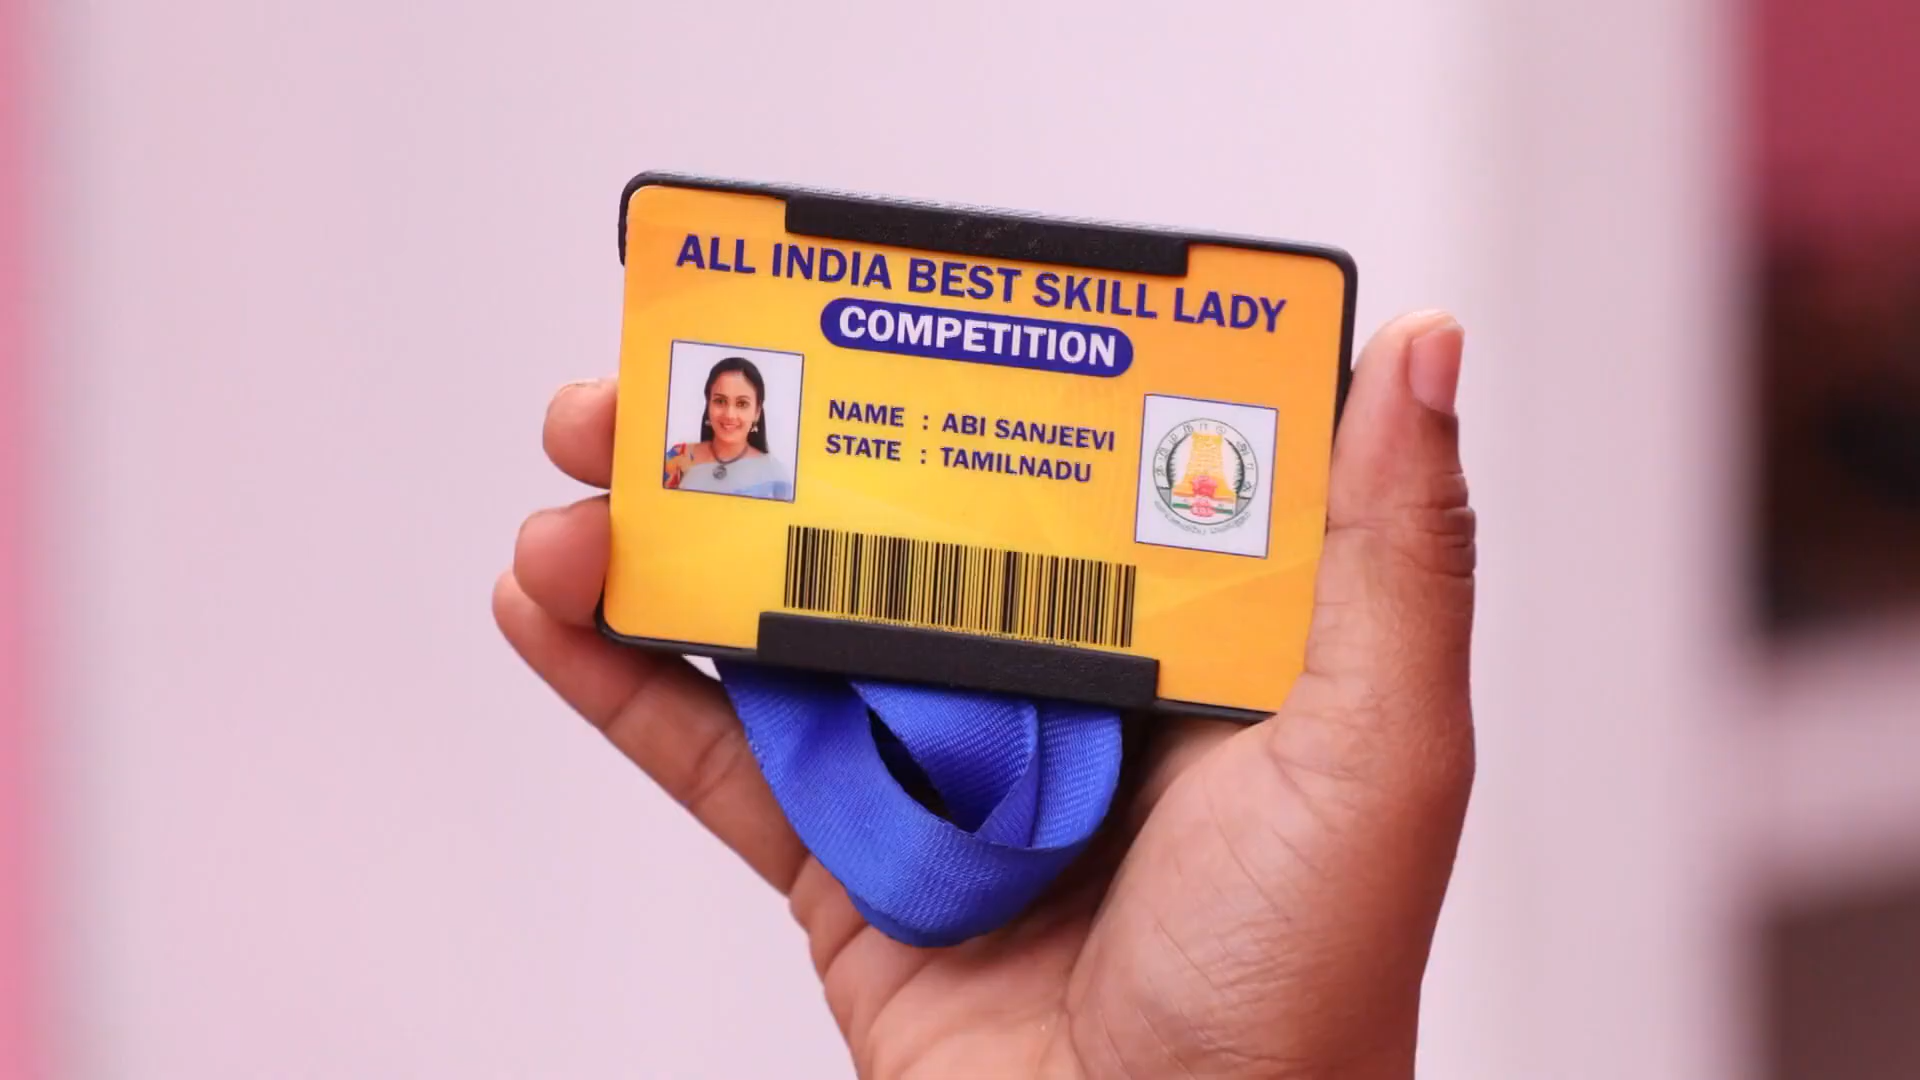 ALL INDIA BEST SKILL LADY
COMPETITION
NAME : ABI SANJEEVI
STATE : TAMILNADU